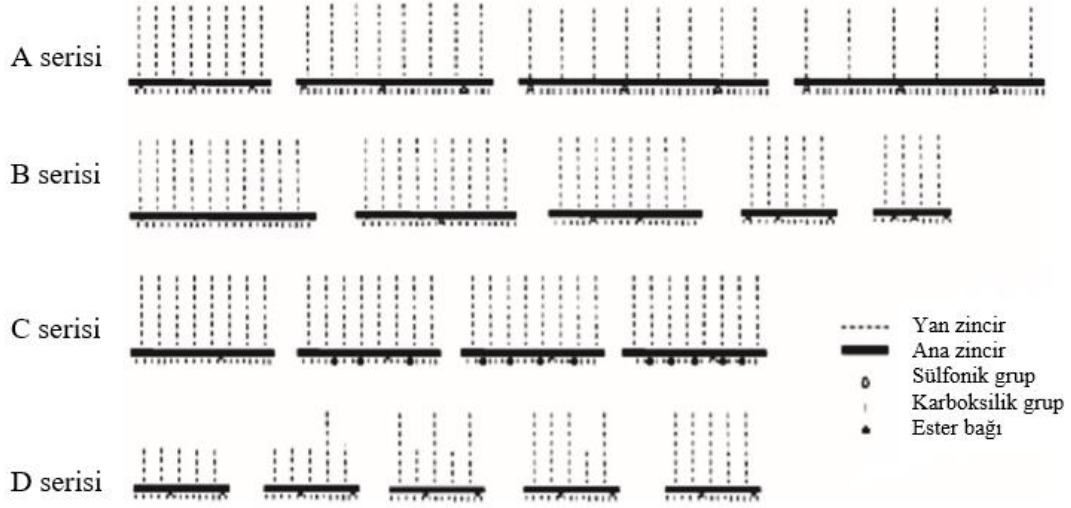 A serisi
B serisi
C serisi
D serisi
Yan zincir
Ana zincir
Sülfonik grup
Karboksilik grup
Ester bağı